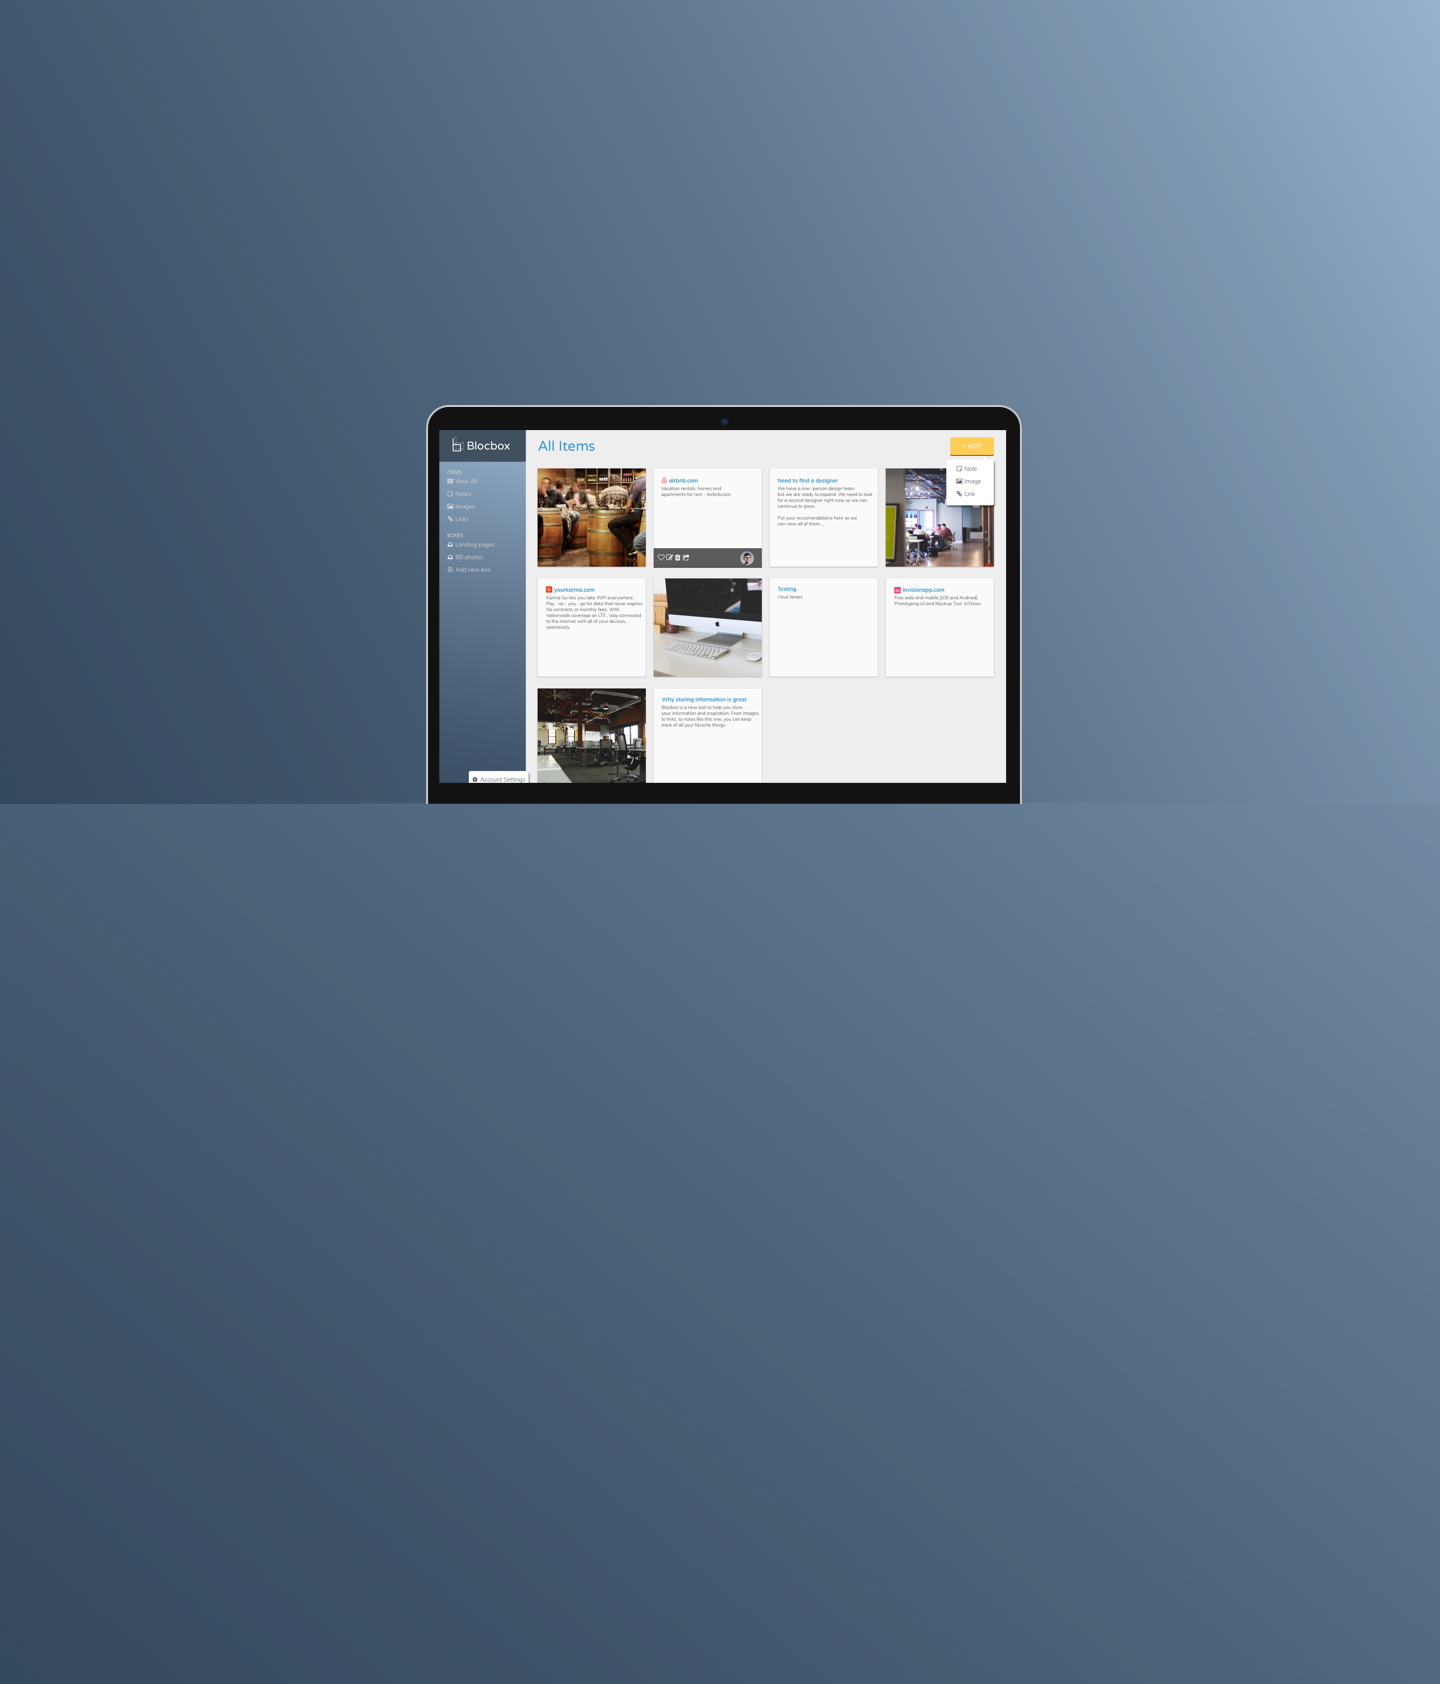 Blocbox
All Items
+ ADD
Note
Image
Link
ITEMS
View All
Notes
Images
Links
BOXES
Landing pages
BB photos
Add new box
Account Settings
airbnb.com
Vacation rentals, homes and
apartments for rent - Airbnb.com
Need to find a designer
We have a one- person design team
but we are ready to expand. We need to look
for a second designer right now so we can
continue to grow.
Put your reccomendations here so we
can view all of them...
yourkarma.com
Karma Go lets you take WiFi everywhere.
Pay - as - you - go for data that never expires.
No contracts or monthly fees. With
nationwide coverage on LTE , stay connected
to the internet with all of your devices,
seamlessly.
Testing
I love lamps
invisionapp.com
Free web and mobile [iOS and Android]
Prototyping UI and Mockup Tool InVision
Why storing information is great
Blocbox is a new tool to help you store
your information and inspiration. From images,
to links, to notes like this one, you can keep
track of all your favorite things.